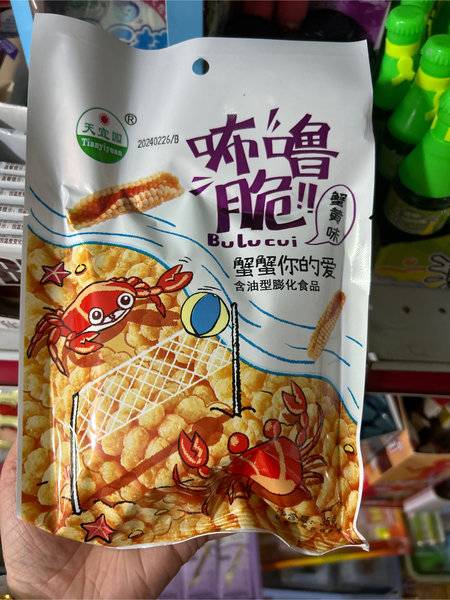 天宜园
Tianyiyuan
®
20240226/B
咘噜
脆!!
Bulucui
蟹黄味
蟹蟹你的爱
含油型膨化食品